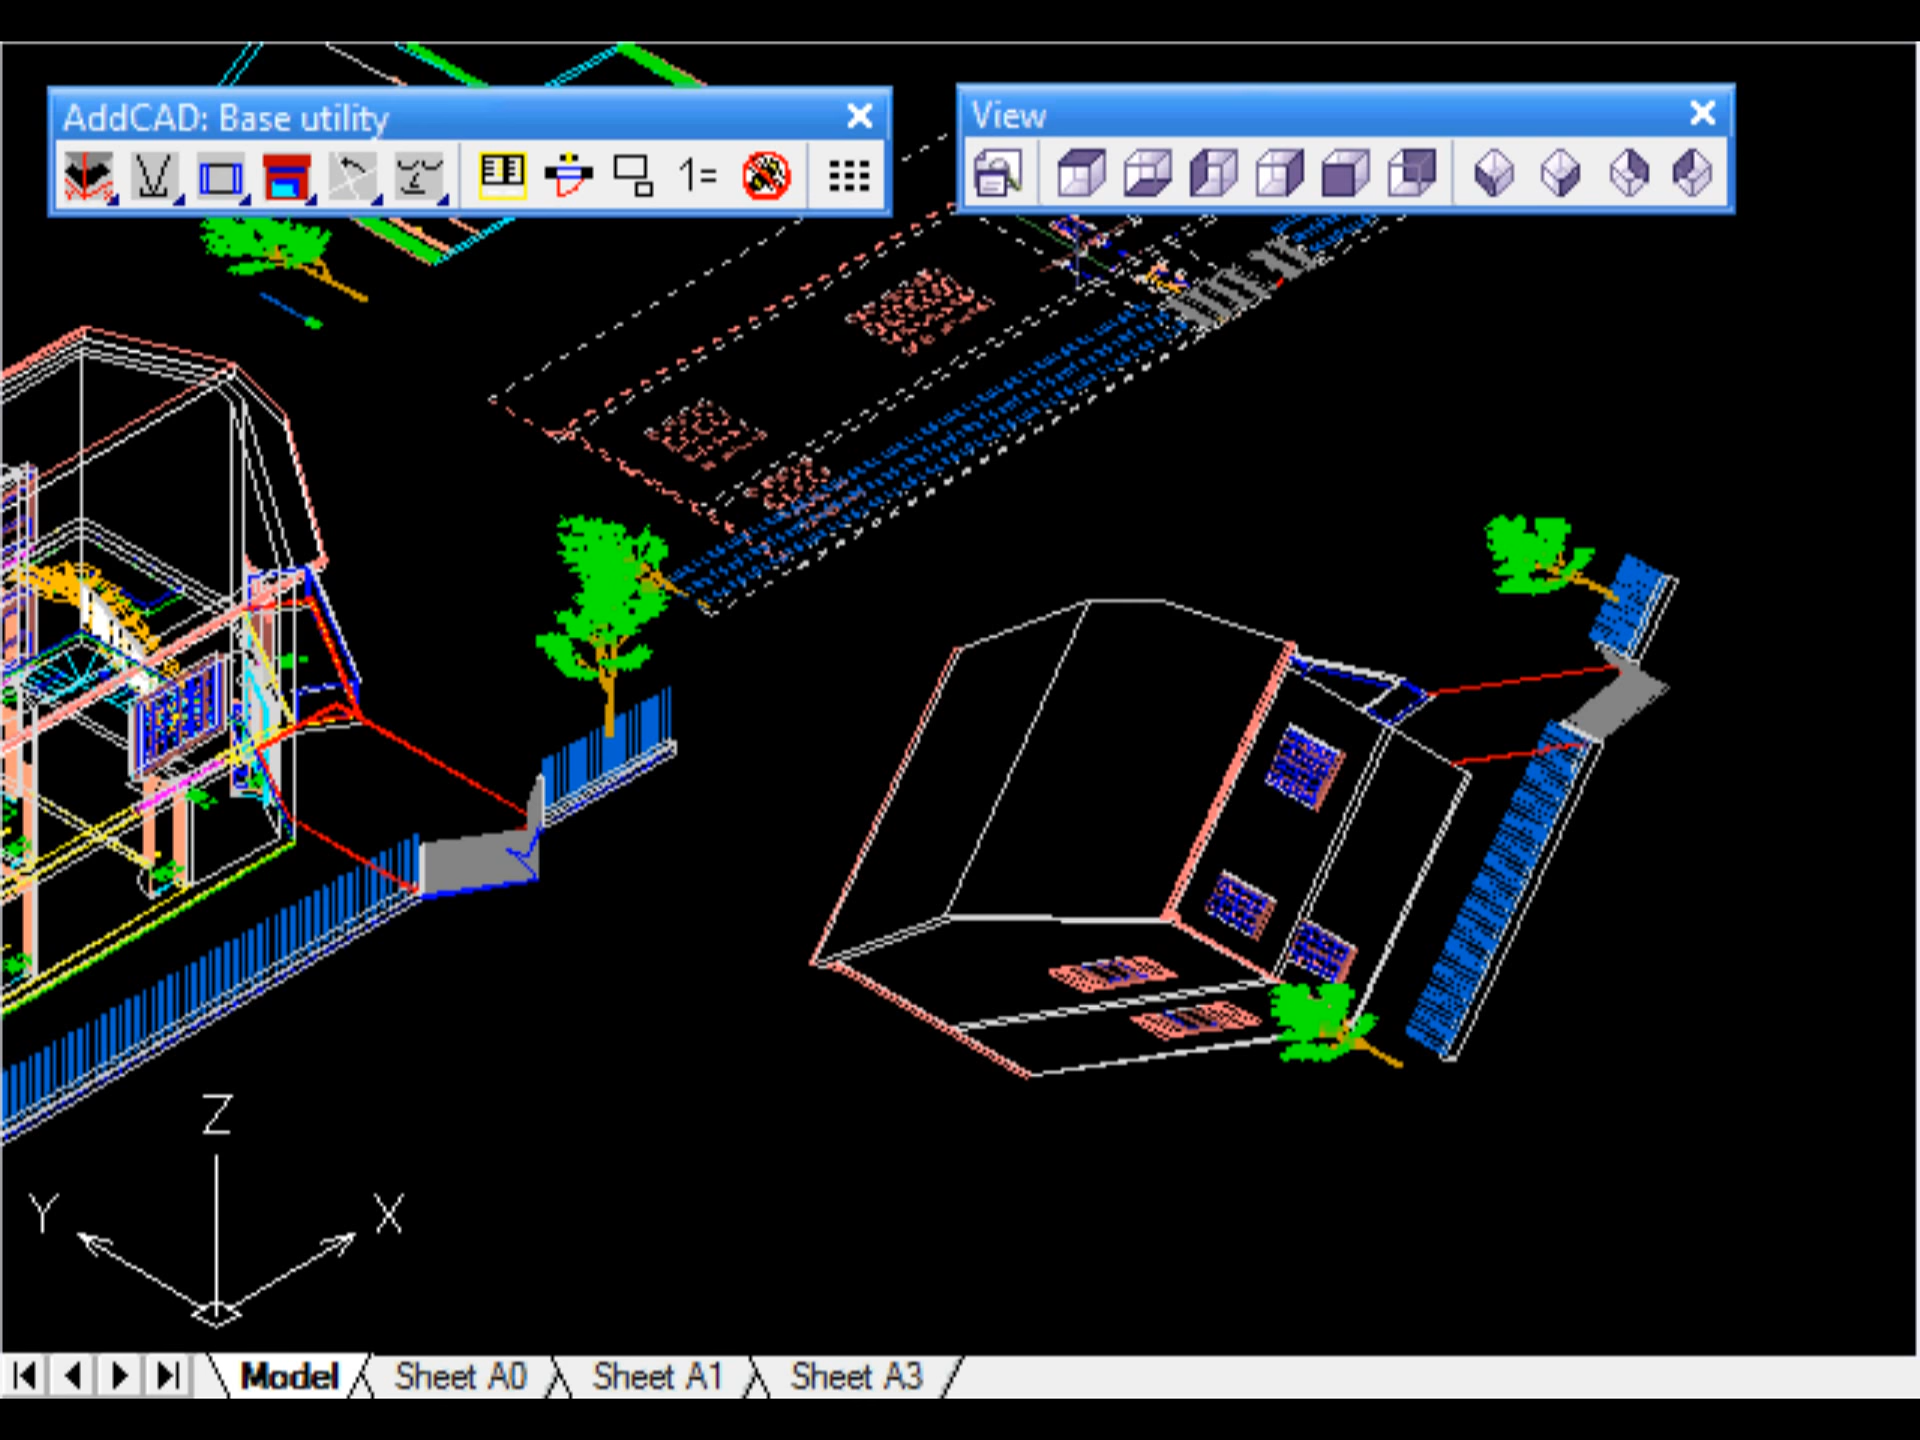 AddCAD: Base utility
View
1=
Z
Y
X
Model
Sheet A0
Sheet A1
Sheet A3